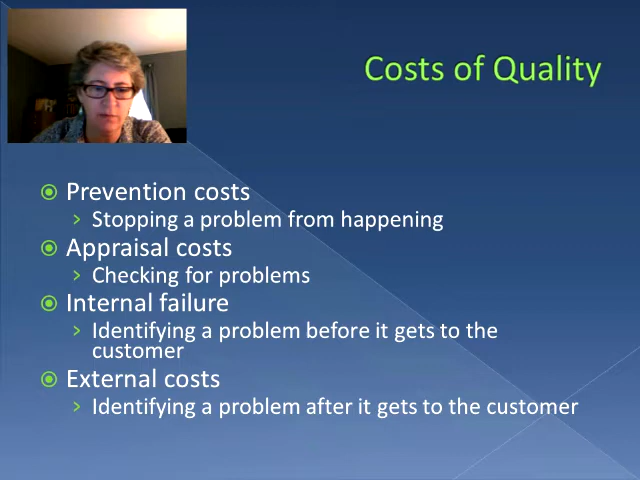 Costs of Quality
Prevention costs
Stopping a problem from happening
Appraisal costs
Checking for problems
Internal failure
Identifying a problem before it gets to the
customer
External costs
Identifying a problem after it gets to the customer